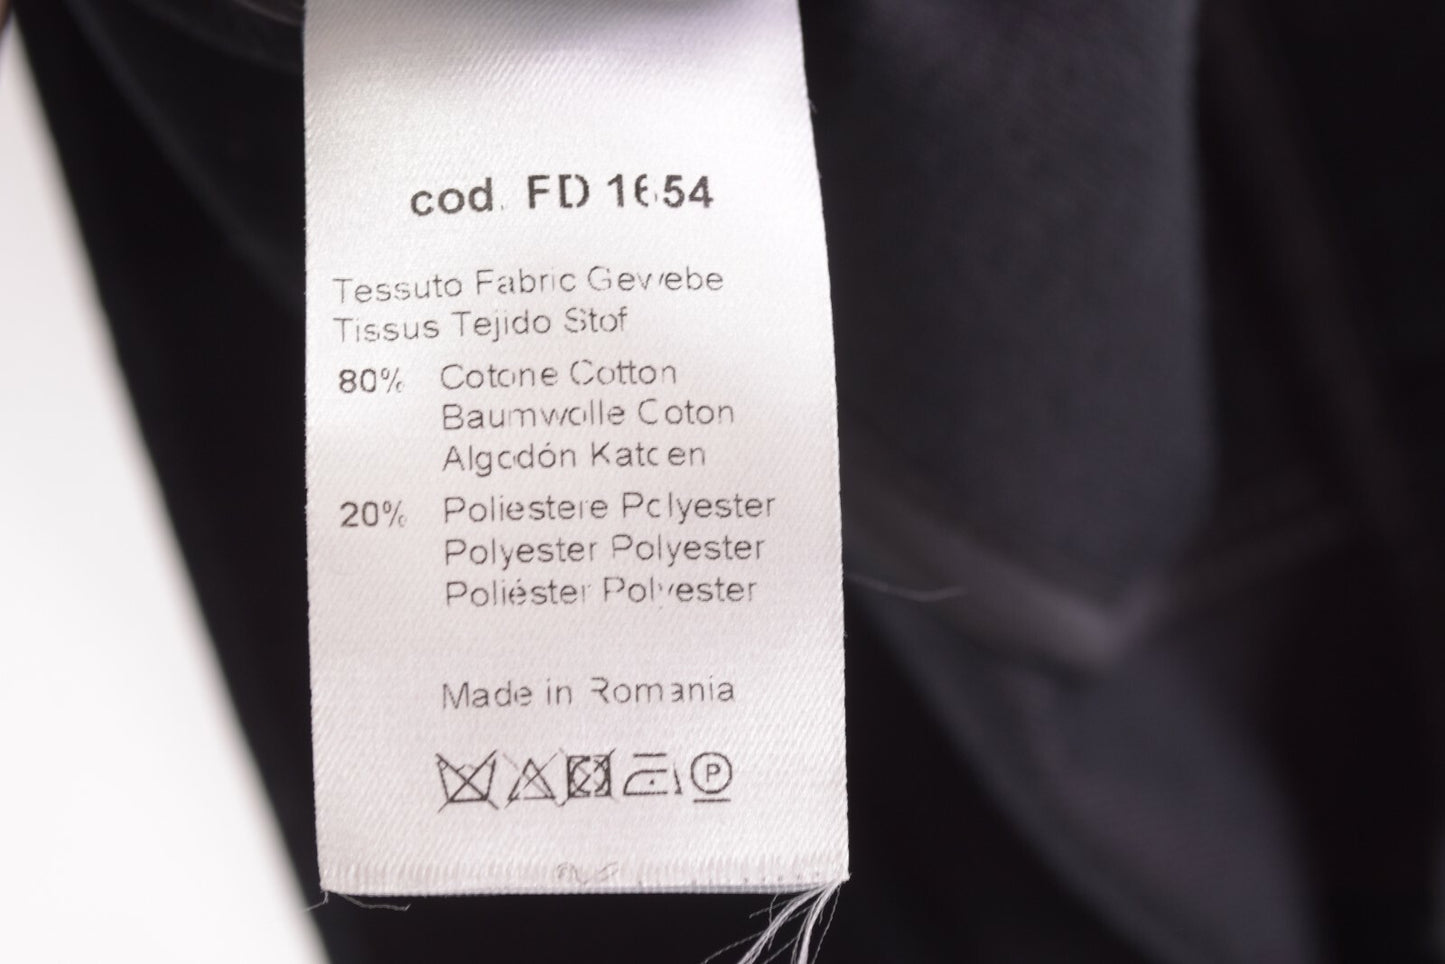 cod. FD 1654
Tessuto Fabric Gewebe
Tissus Tejido Stof
80% Cotone Cotton
Baumwolle Coton
Algodón Katoen
20% Poliestere Polyester
Polyester Polyester
Poliéster Polyester
Made in Romania
P